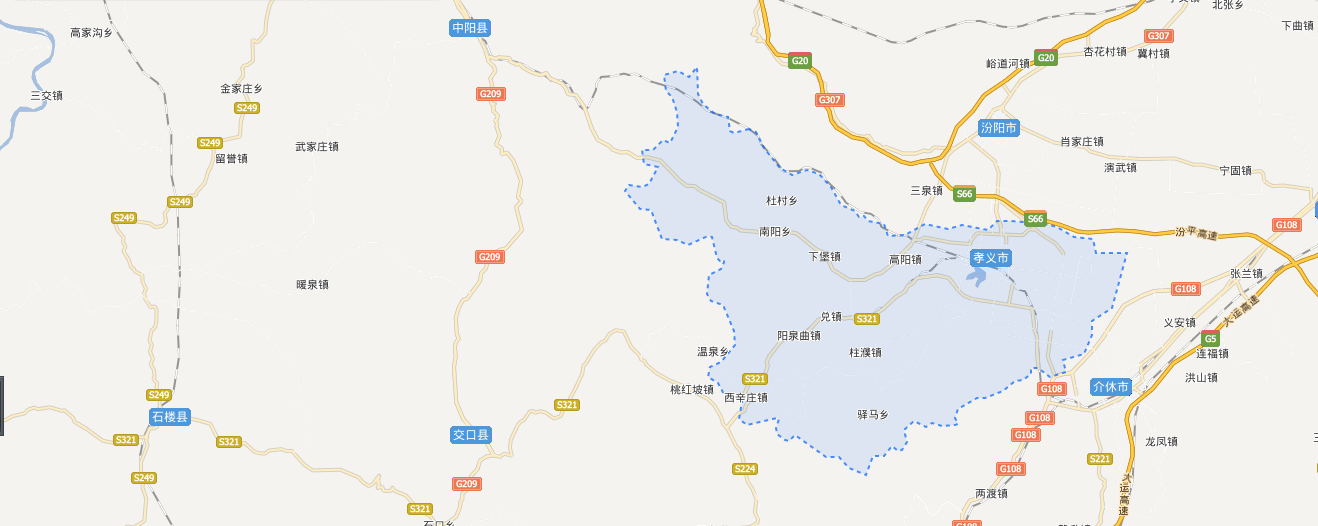 北张乡
高家沟乡
中阳县
下曲镇
G307
杏花村镇
冀村镇
G20
G20
峪道河镇
金家庄乡
三交镇
G209
G307
S249
汾阳市
S249
武家庄镇
肖家庄镇
留誉镇
演武镇
宁固镇
三泉镇
S66
S249
杜村乡
S249
S66
G108
南阳乡
汾平高速
G209
下堡镇
高阳镇
孝义市
张兰镇
暖泉镇
G108
大运高速
兑镇
S321
义安镇
阳泉曲镇
G5
温泉乡
柱濮镇
连福镇
S321
洪山镇
桃红坡镇
西辛庄镇
G108
介休市
S249
S321
石楼县
驿马乡
G108
交口县
G108
S321
S321
龙凤镇
S221
S224
G108
S249
G209
两渡镇
大运高速
S321